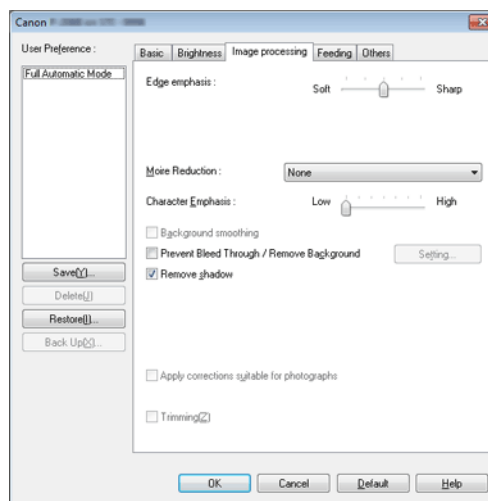 Canon
User Preference :
Full Automatic Mode
Save(Y)...
Delete(J)
Restore(I)...
Back Up(X)...
Basic Brightness Image processing Feeding Others
Edge emphasis :
Soft Sharp
Moire Reduction :
None
Character Emphasis :
Low High
Background smoothing
Prevent Bleed Through / Remove Background
Setting...
Remove shadow
Apply corrections suitable for photographs
Trimming(Z)
OK Cancel Default Help